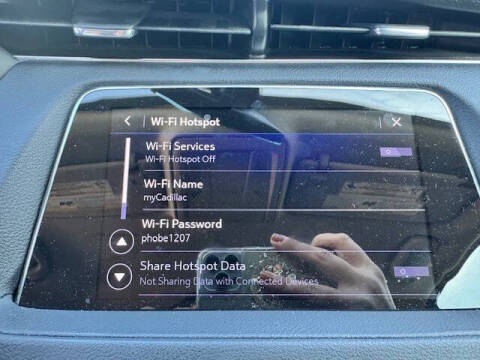 Wi-Fi Hotspot
Wi-Fi Services
Wi-Fi Hotspot Off
Wi-Fi Name
myCadillac
Wi-Fi Password
phobe1207
Share Hotspot Data
Not Sharing Data with Connected Devices